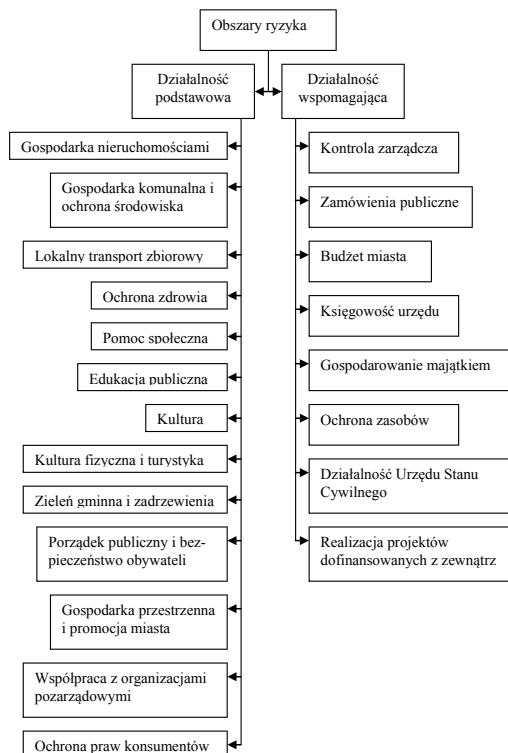 Obszary ryzyka
Działalność
podstawowa
Działalność
wspomagająca
Gospodarka nieruchomościami
Gospodarka komunalna i
ochrona środowiska
Lokalny transport zbiorowy
Ochrona zdrowia
Pomoc społeczna
Edukacja publiczna
Kultura
Kultura fizyczna i turystyka
Zieleń gminna i zadrzewienia
Porządek publiczny i bez-
pieczeństwo obywateli
Gospodarka przestrzenna
i promocja miasta
Współpraca z organizacjami
pozarządowymi
Ochrona praw konsumentów
Kontrola zarządcza
Zamówienia publiczne
Budżet miasta
Księgowość urzędu
Gospodarowanie majątkiem
Ochrona zasobów
Działalność Urzędu Stanu
Cywilnego
Realizacja projektów
dofinansowanych z zewnątrz